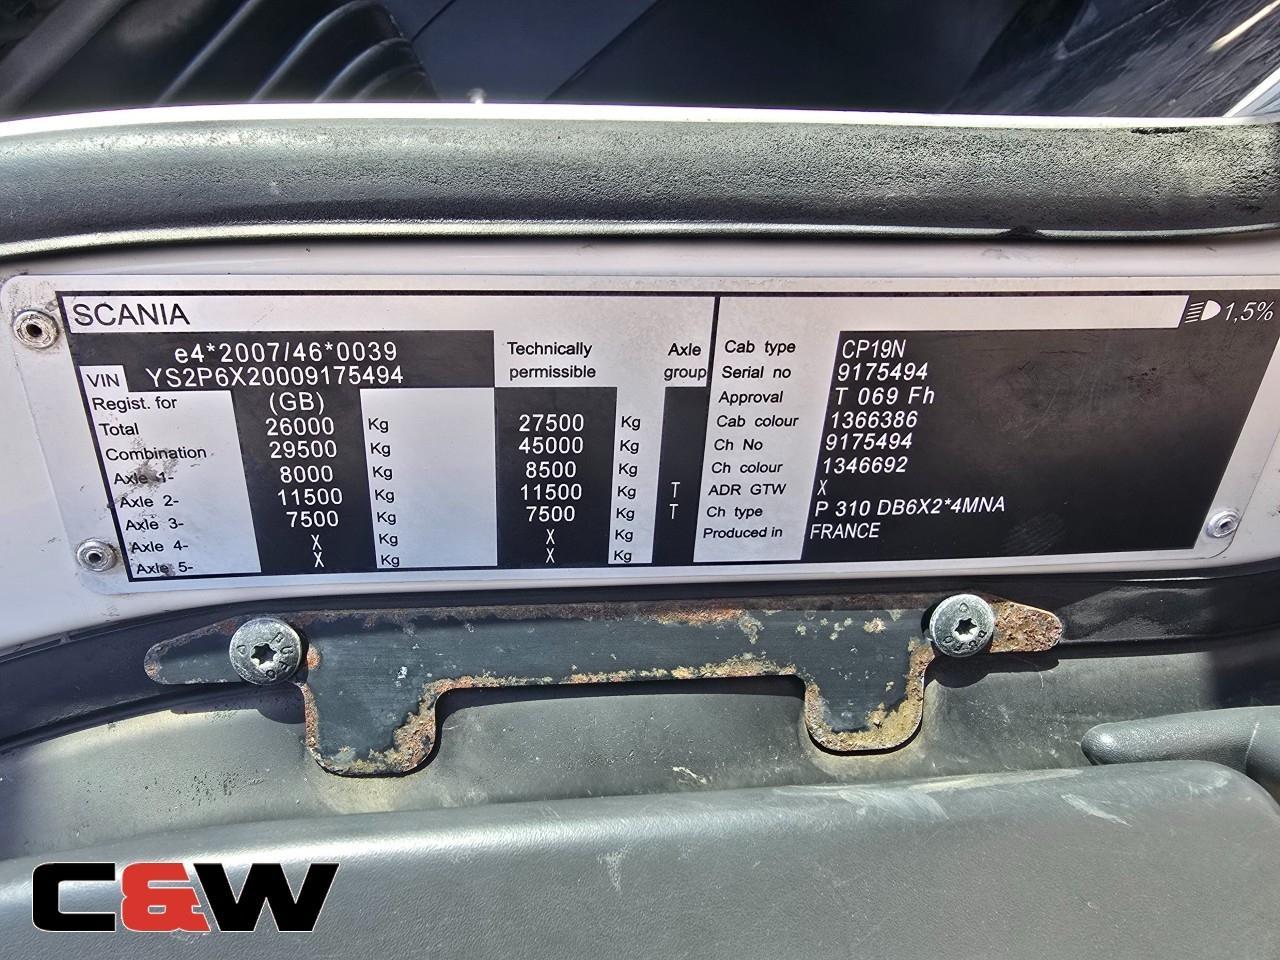 SCANIA
1,5%
e4*2007/46*0039
VIN YS2P6X20009175494
Technically permissible
Axle group
Regist. for (GB)
Total 26000 Kg 27500 Kg
Combination 29500 Kg 45000 Kg
Axle 1- 8000 Kg 8500 Kg
Axle 2- 11500 Kg 11500 Kg T
Axle 3- 7500 Kg 7500 Kg T
Axle 4- X Kg X Kg
Axle 5- X Kg X Kg
Cab type CP19N
Serial no 9175494
Approval T 069 Fh
Cab colour 1366386
Ch No 9175494
Ch colour 1346692
ADR GTW X
Ch type P 310 DB6X2*4MNA
Produced in FRANCE
C&W